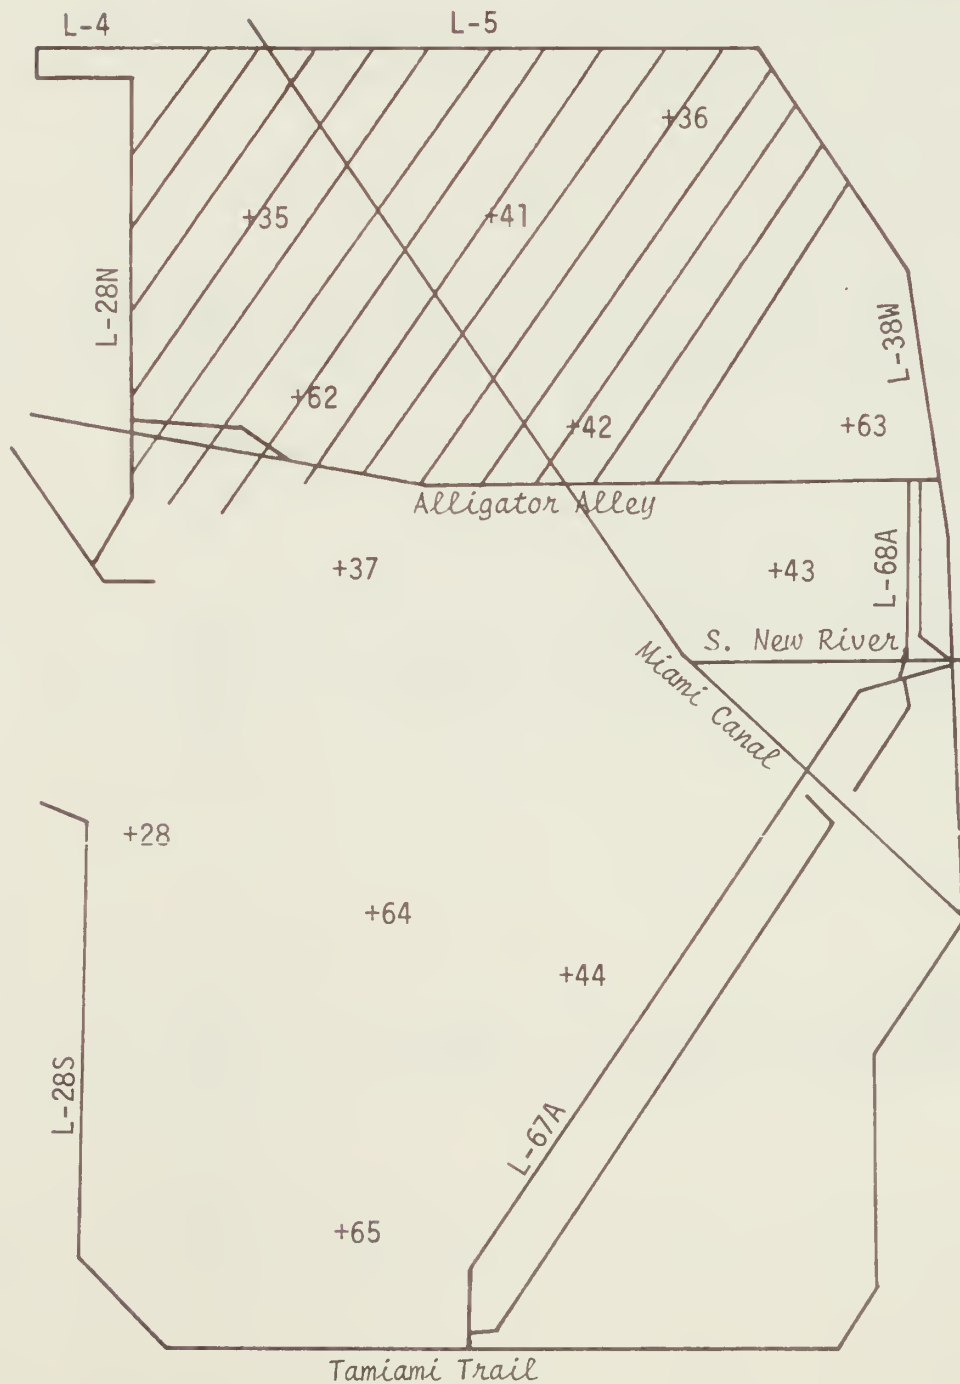 L-4
L-5
+36
+35
+41
L-28N
L-38W
+62
+42
+63
Alligator Alley
+37
+43
L-68A
S. New River
Miami Canal
+28
+64
+44
L-28S
L-67A
+65
Tamiami Trail